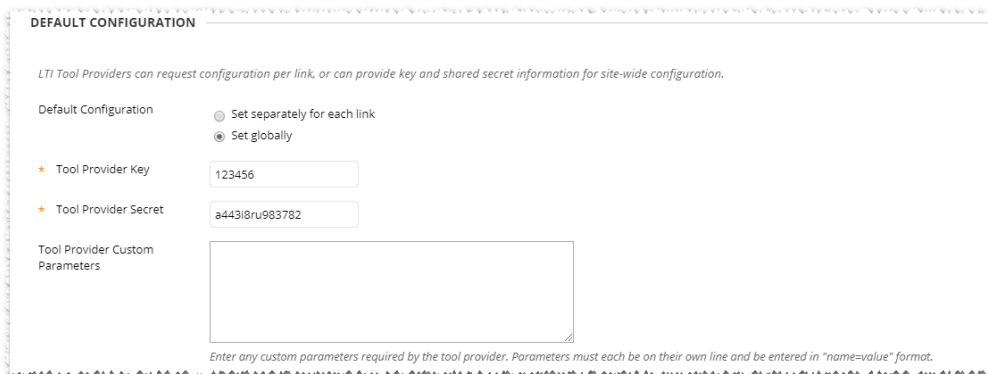 DEFAULT CONFIGURATION
LTI Tool Providers can request configuration per link, or can provide key and shared secret information for site-wide configuration.
Default Configuration
Set separately for each link
Set globally
* Tool Provider Key
123456
* Tool Provider Secret
a443i8ru983782
Tool Provider Custom
Parameters
Enter any custom parameters required by the tool provider. Parameters must each be on their own line and be entered in "name=value" format.